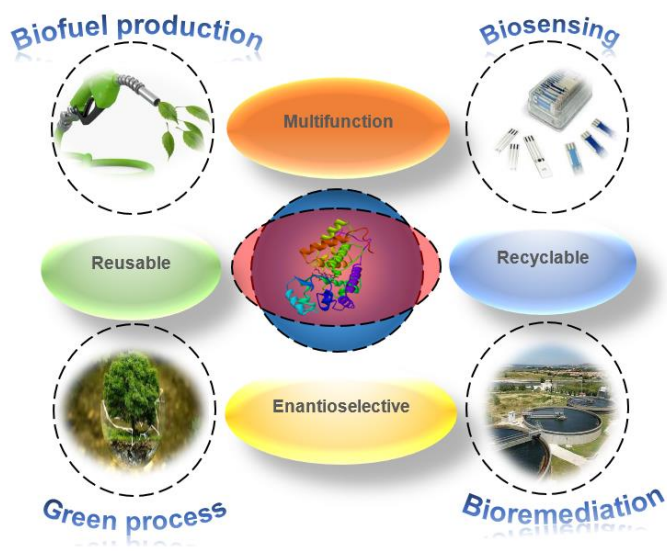 Biofuel production
Biosensing
Multifunction
Reusable
Recyclable
Enantioselective
Green process
Bioremediation